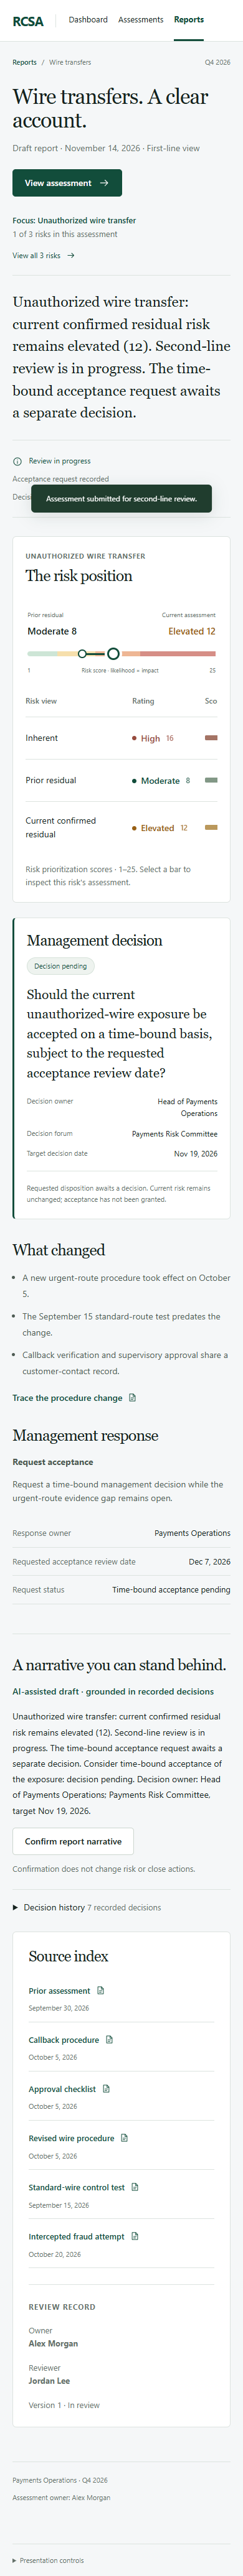 RCSA Dashboard Assessments Reports
Reports / Wire transfers Q4 2026
Wire transfers. A clear
account.
Draft report · November 14, 2026 · First-line view
View assessment →
Focus: Unauthorized wire transfer
1 of 3 risks in this assessment
View all 3 risks →
Unauthorized wire transfer:
current confirmed residual risk
remains elevated (12). Second-line
review is in progress. The time-
bound acceptance request awaits
a separate decision.
Review in progress
Acceptance request recorded
Assessment submitted for second-line review.
UNAUTHORIZED WIRE TRANSFER
The risk position
Prior residual Current assessment
Moderate 8 Elevated 12
1 Risk score · likelihood × impact 25
Risk view Rating Sco
Inherent High 16
Prior residual Moderate 8
Current confirmed
residual
Elevated 12
Risk prioritization scores · 1–25. Select a bar to
inspect this risk's assessment.
Management decision
Decision pending
Should the current
unauthorized-wire exposure be
accepted on a time-bound basis,
subject to the requested
acceptance review date?
Decision owner Head of Payments
Operations
Decision forum Payments Risk Committee
Target decision date Nov 19, 2026
Requested disposition awaits a decision. Current risk remains
unchanged; acceptance has not been granted.
What changed
• A new urgent-route procedure took effect on October
5.
• The September 15 standard-route test predates the
change.
• Callback verification and supervisory approval share a
customer-contact record.
Trace the procedure change
Management response
Request acceptance
Request a time-bound management decision while the
urgent-route evidence gap remains open.
Response owner Payments Operations
Requested acceptance review date Dec 7, 2026
Request status Time-bound acceptance pending
A narrative you can stand behind.
AI-assisted draft · grounded in recorded decisions
Unauthorized wire transfer: current confirmed residual
risk remains elevated (12). Second-line review is in
progress. The time-bound acceptance request awaits a
separate decision. Consider time-bound acceptance of
the exposure: decision pending. Decision owner: Head
of Payments Operations; Payments Risk Committee,
target Nov 19, 2026.
Confirm report narrative
Confirmation does not change risk or close actions.
Decision history 7 recorded decisions
Source index
Prior assessment
September 30, 2026
Callback procedure
October 5, 2026
Approval checklist
October 5, 2026
Revised wire procedure
October 5, 2026
Standard-wire control test
September 15, 2026
Intercepted fraud attempt
October 20, 2026
REVIEW RECORD
Owner
Alex Morgan
Reviewer
Jordan Lee
Version 1 · In review
Payments Operations · Q4 2026
Assessment owner: Alex Morgan
Presentation controls